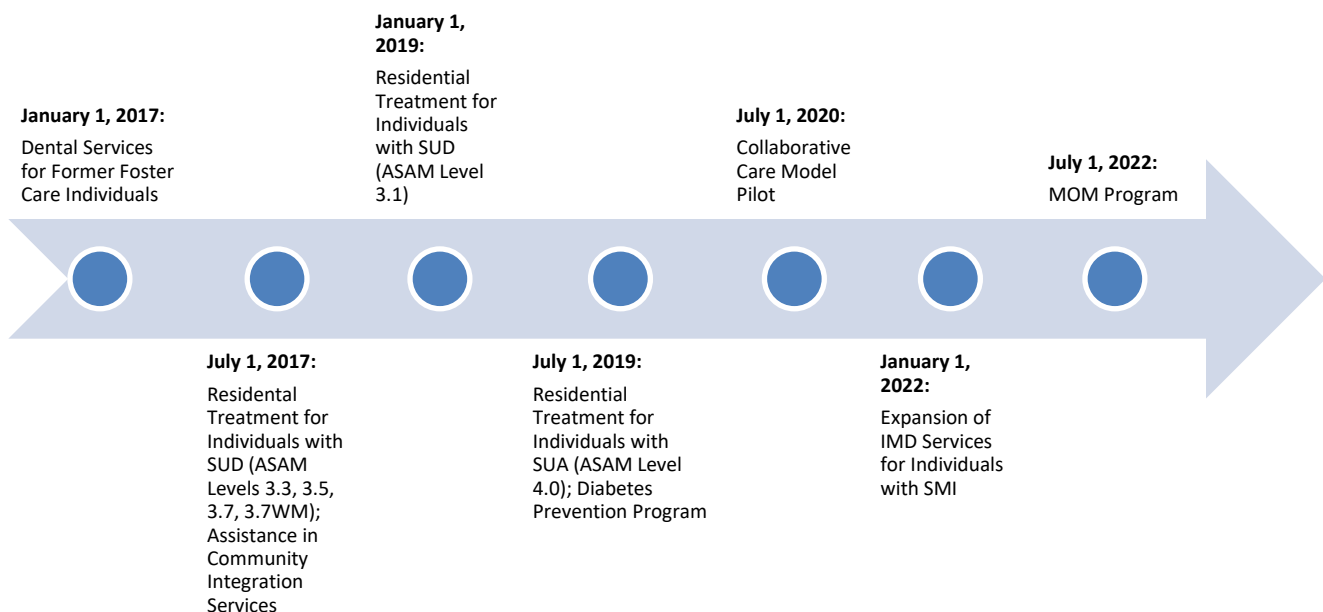 January 1, 2017:
Dental Services
for Former Foster
Care Individuals
July 1, 2017:
Residental
Treatment for
Individuals with
SUD (ASAM
Levels 3.3, 3.5,
3.7, 3.7WM);
Assistance in
Community
Integration
Services
January 1,
2019:
Residential
Treatment for
Individuals
with SUD
(ASAM Level
3.1)
July 1, 2019:
Residential
Treatment for
Individuals with
SUA (ASAM Level
4.0); Diabetes
Prevention Program
July 1, 2020:
Collaborative
Care Model
Pilot
January 1,
2022:
Expansion of
IMD Services
for Individuals
with SMI
July 1, 2022:
MOM Program